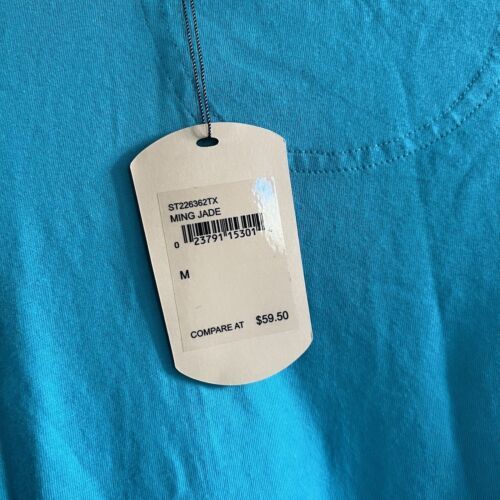 ST226362TX
MING JADE
0 23791 15301
M
COMPARE AT $59.50